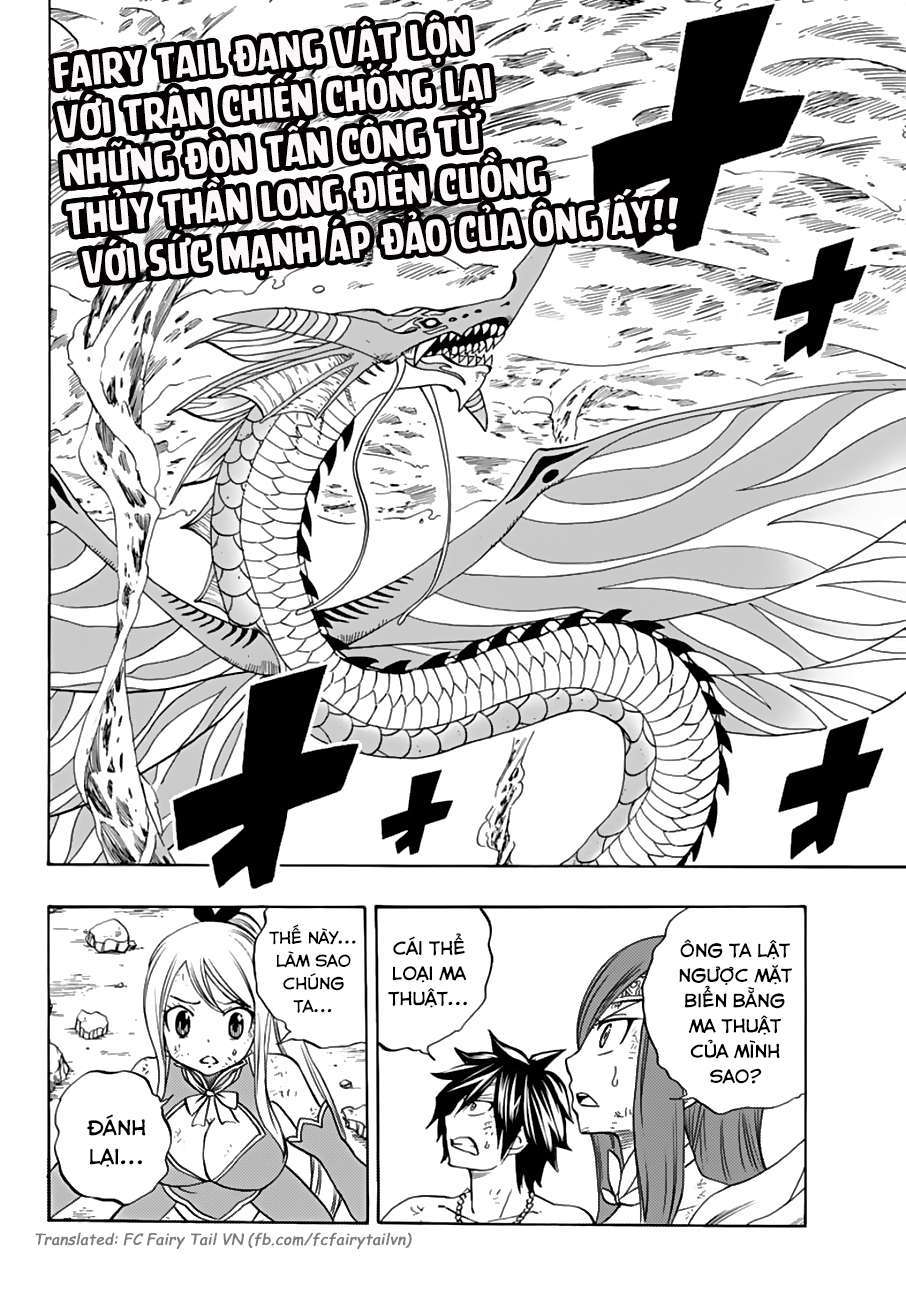 FAIRY TAIL ĐANG VẬT LỘN
VỚI TRẬN CHIẾN CHỐNG LẠI
NHỮNG ĐÒN TẤN CÔNG TỪ
THỦY THẦN LONG ĐIÊN CUỒNG
VỚI SỨC MẠNH ÁP ĐẢO CỦA ÔNG ẤY!!
THẾ NÀY...
LÀM SAO
CHÚNG
TA...
ĐÁNH
LẠI...
CÁI THỂ
LOẠI MA
THUẬT...
ÔNG TA LẬT
NGƯỢC MẶT
BIỂN BẰNG
MA THUẬT
CỦA MÌNH
SAO?
Translated: FC Fairy Tail VN (fb.com/fcfairytailvn)